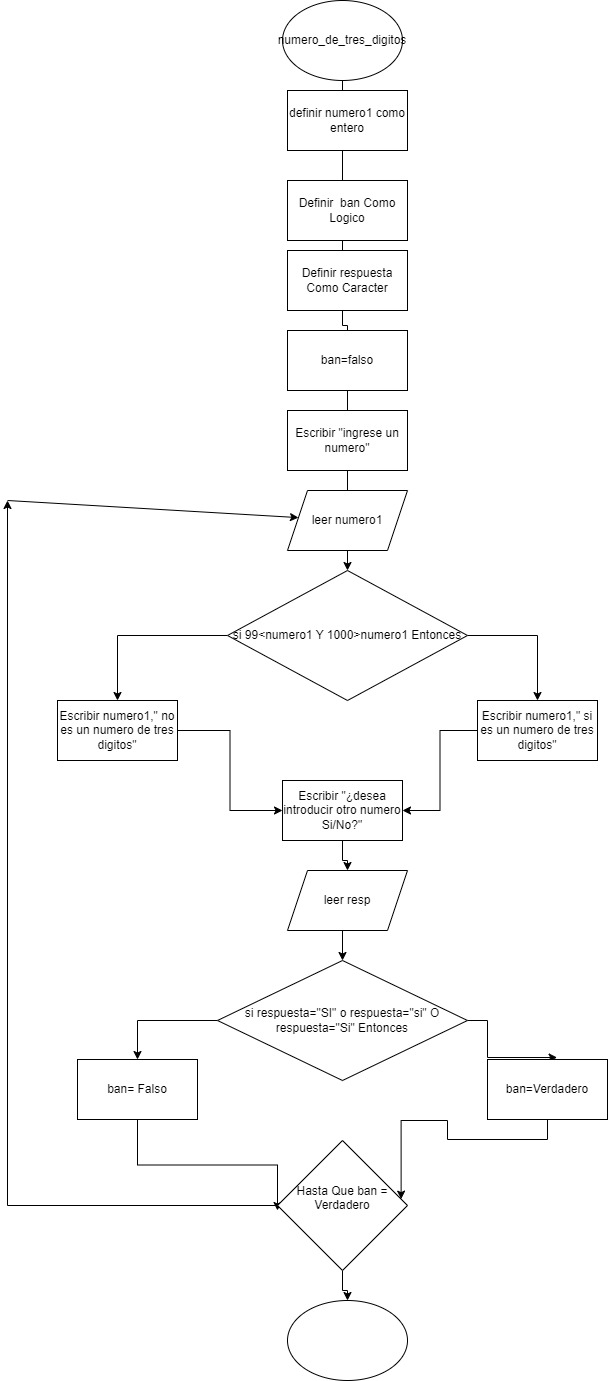 numero_de_tres_digitos
definir numero1 como
entero
Definir ban Como
Logico
Definir respuesta
Como Caracter
ban=falso
Escribir "ingrese un
numero"
leer numero1
si 99<numero1 Y 1000>numero1 Entonces
Escribir numero1," no
es un numero de tres
digitos"
Escribir numero1," si
es un numero de tres
digitos"
Escribir "¿desea
introducir otro numero
Si/No?"
leer resp
si respuesta="SI" o respuesta="si" O
respuesta="Si" Entonces
ban= Falso
ban=Verdadero
Hasta Que ban =
Verdadero